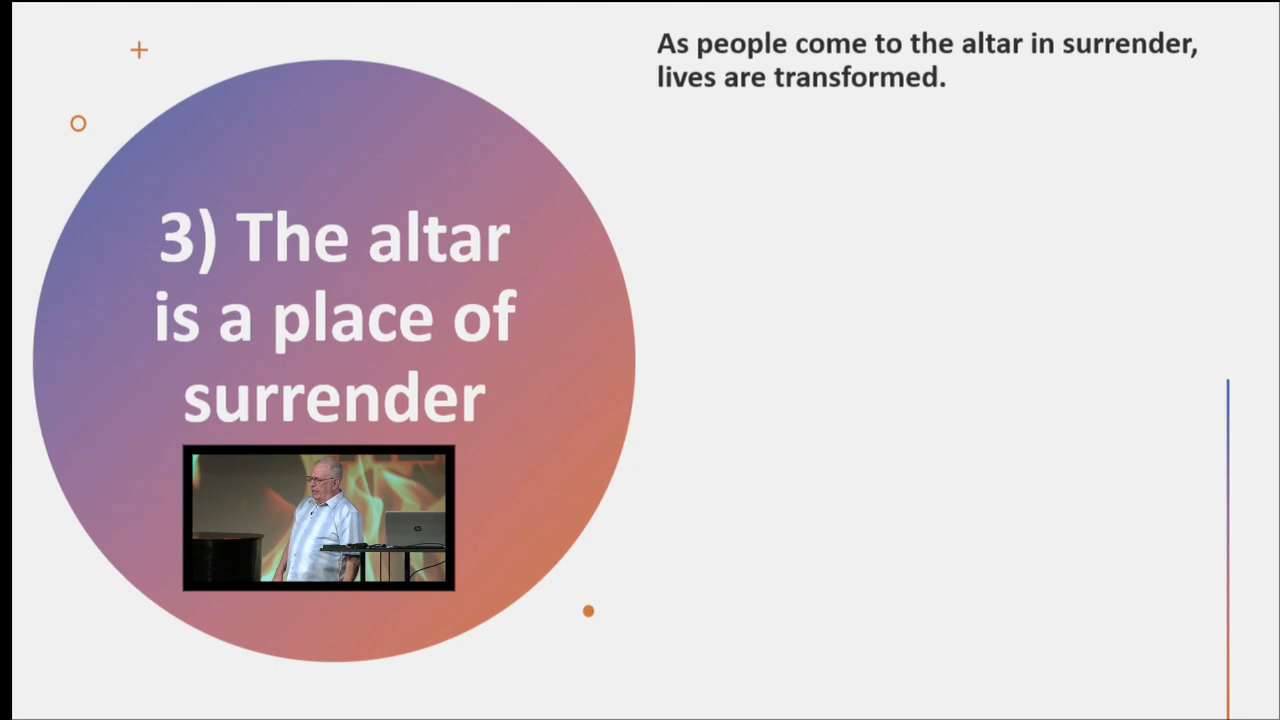 3) The altar
is a place of
surrender
As people come to the altar in surrender,
lives are transformed.